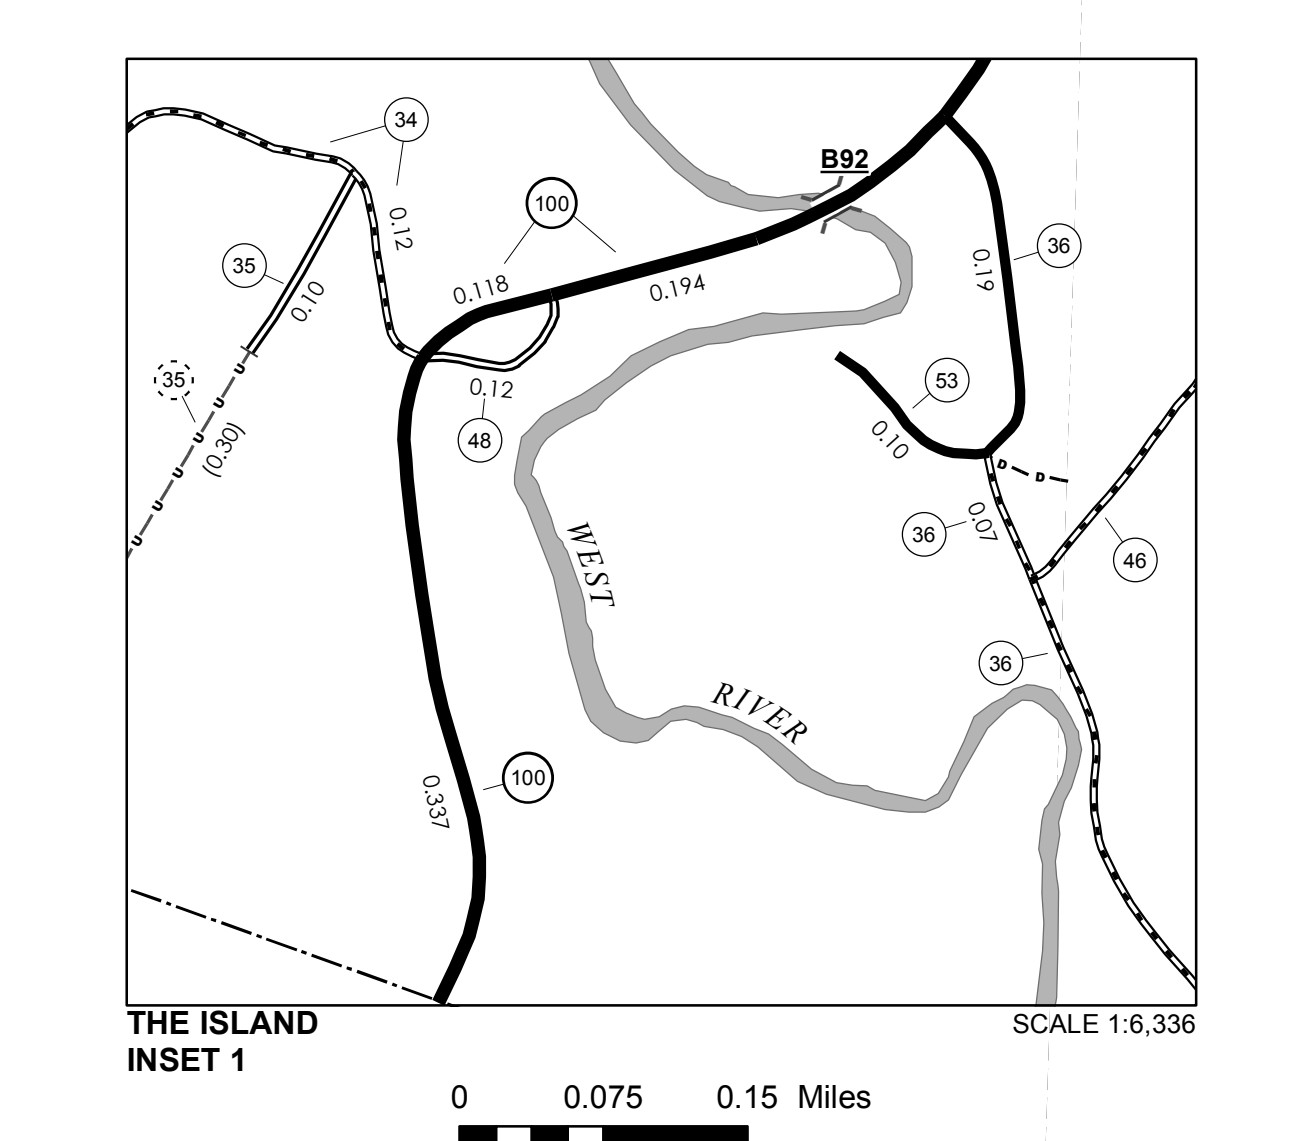 34
B92
100
0.12
36
35
0.19
0.118
0.194
0.10
35
53
0.12
(0.30)
48
0.10
36
0.07
46
WEST
36
RIVER
100
0.337
THE ISLAND
SCALE 1:6,336
INSET 1
0 0.075 0.15 Miles
U
U
U
U
U
U
D D